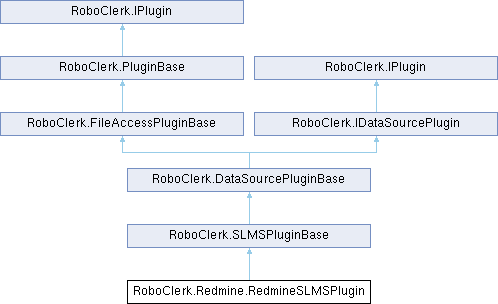 RoboClerk.IPlugin
RoboClerk.PluginBase
RoboClerk.IPlugin
RoboClerk.FileAccessPluginBase
RoboClerk.IDataSourcePlugin
RoboClerk.DataSourcePluginBase
RoboClerk.SLMSPluginBase
RoboClerk.Redmine.RedmineSLMSPlugin